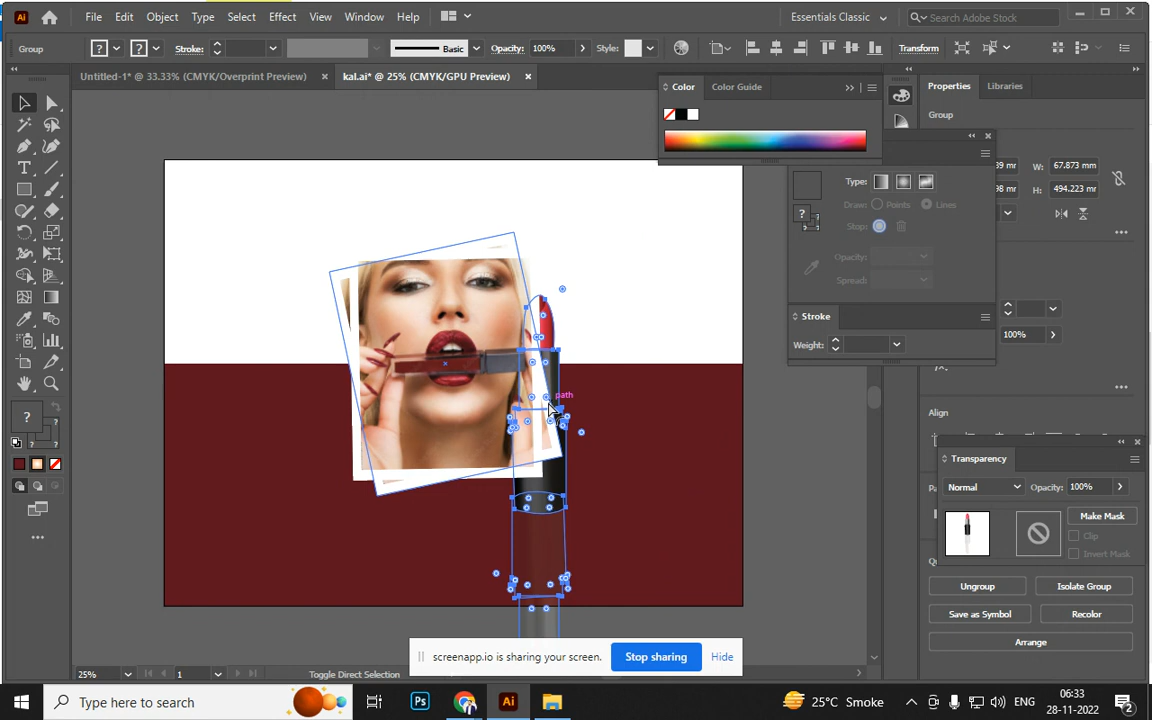 Ai File Edit Object Type Select Effect View Window Help Essentials Classic Search Adobe Stock
Group ? ? Stroke: Basic Opacity: 100% Style: Transform
Untitled-1* @ 33.33% (CMYK/Overprint Preview) × kal.ai* @ 25% (CMYK/GPU Preview) ×
Color Color Guide
Properties Libraries
Group
W: 67.873 mm
H: 494.223 mm
Type:
Draw: Points Lines
Stop:
Opacity:
Spread:
Stroke
Weight:
100%
path
?
Align
Transparency
Normal Opacity: 100%
Make Mask
Clip
Invert Mask
Ungroup Isolate Group
Save as Symbol Recolor
Arrange
screenapp.io is sharing your screen. Stop sharing Hide
25% 1 Toggle Direct Selection
Type here to search Ps Ai 25°C Smoke ENG 06:33
28-11-2022 2